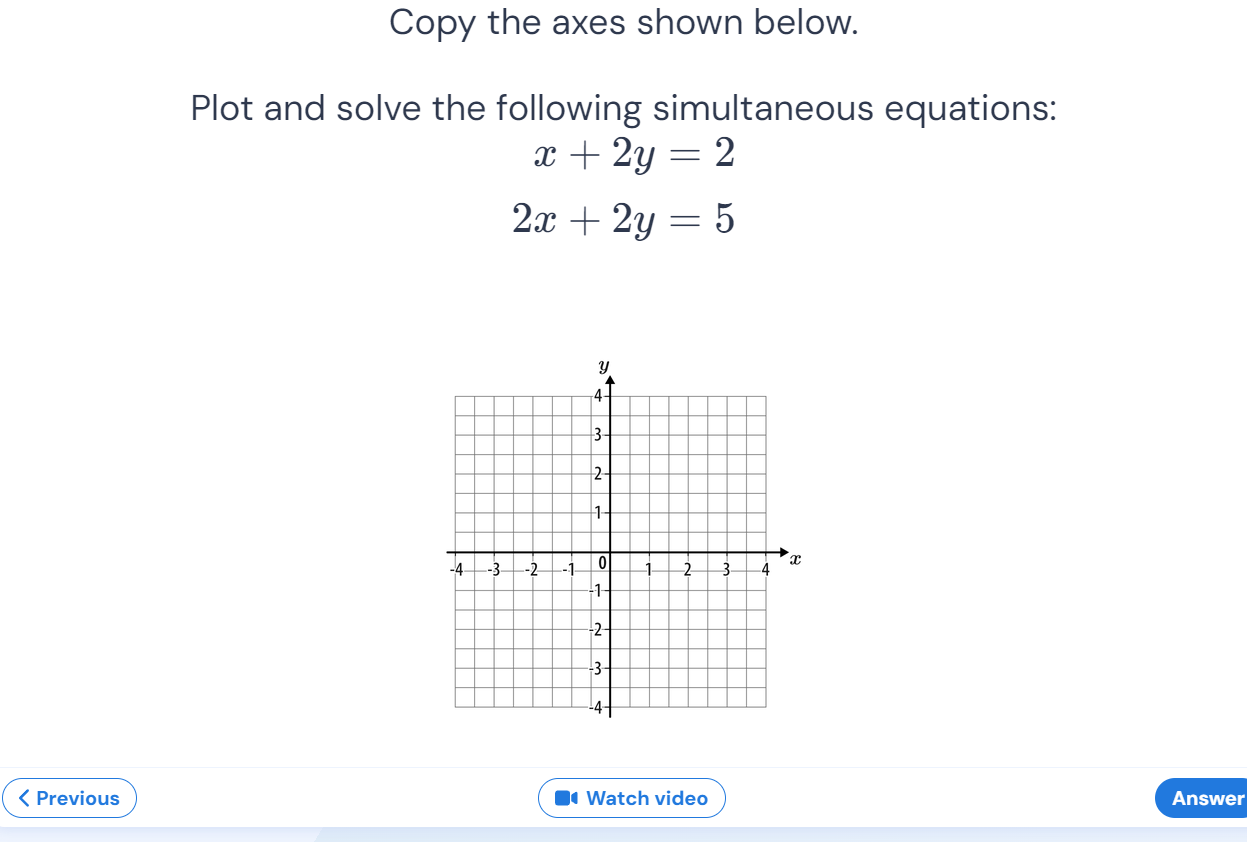 Copy the axes shown below.
Plot and solve the following simultaneous equations:
x + 2y = 2
2x + 2y = 5
y
4
3
2
1
-4 -3 -2 -1 0 1 2 3 4 x
-1
-2
-3
-4
Previous
Watch video
Answer